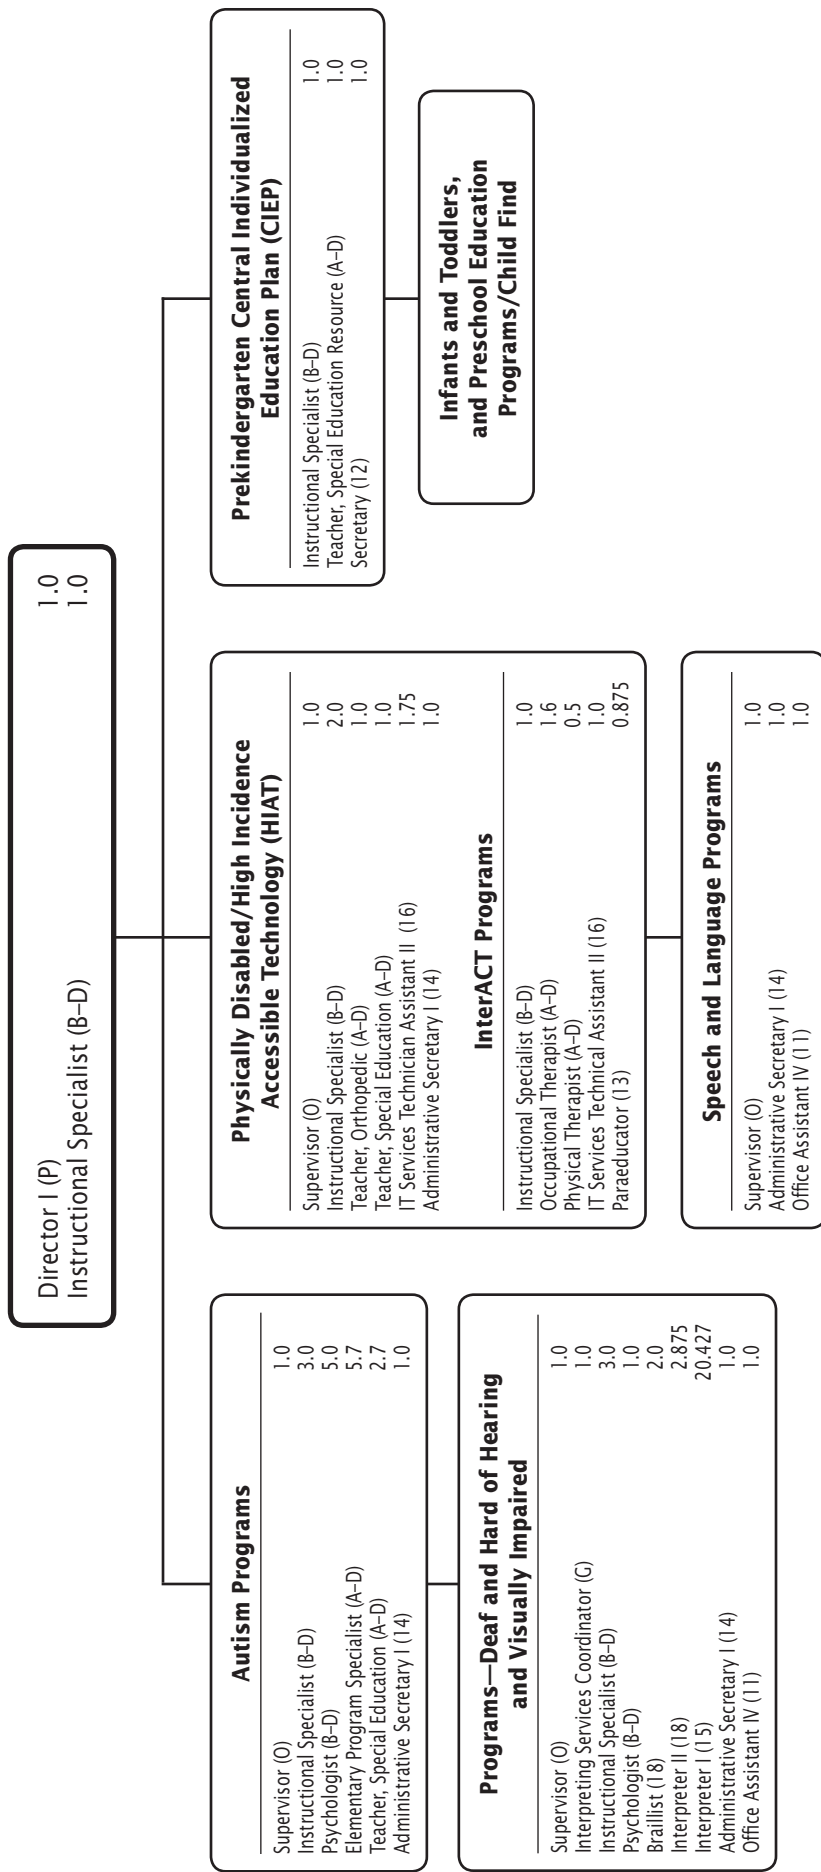 Director I (P) 1.0
Instructional Specialist (B–D) 1.0
Autism Programs
Supervisor (O) 1.0
Instructional Specialist (B–D) 3.0
Psychologist (B–D) 5.0
Elementary Program Specialist (A–D) 5.7
Teacher, Special Education (A–D) 2.7
Administrative Secretary I (14) 1.0
Programs—Deaf and Hard of Hearing
and Visually Impaired
Supervisor (O) 1.0
Interpreting Services Coordinator (G) 1.0
Instructional Specialist (B–D) 3.0
Psychologist (B–D) 1.0
Braillist (18) 2.0
Interpreter II (18) 2.875
Interpreter I (15) 20.427
Administrative Secretary I (14) 1.0
Office Assistant IV (11) 1.0
Physically Disabled/High Incidence
Accessible Technology (HIAT)
Supervisor (O) 1.0
Instructional Specialist (B–D) 2.0
Teacher, Orthopedic (A–D) 1.0
Teacher, Special Education (A–D) 1.0
IT Services Technician Assistant II (16) 1.75
Administrative Secretary I (14) 1.0
InterACT Programs
Instructional Specialist (B–D) 1.0
Occupational Therapist (A–D) 1.6
Physical Therapist (A–D) 0.5
IT Services Technical Assistant II (16) 1.0
Paraeducator (13) 0.875
Speech and Language Programs
Supervisor (O) 1.0
Administrative Secretary I (14) 1.0
Office Assistant IV (11) 1.0
Prekindergarten Central Individualized
Education Plan (CIEP)
Instructional Specialist (B–D) 1.0
Teacher, Special Education Resource (A–D) 1.0
Secretary (12) 1.0
Infants and Toddlers,
and Preschool Education
Programs/Child Find